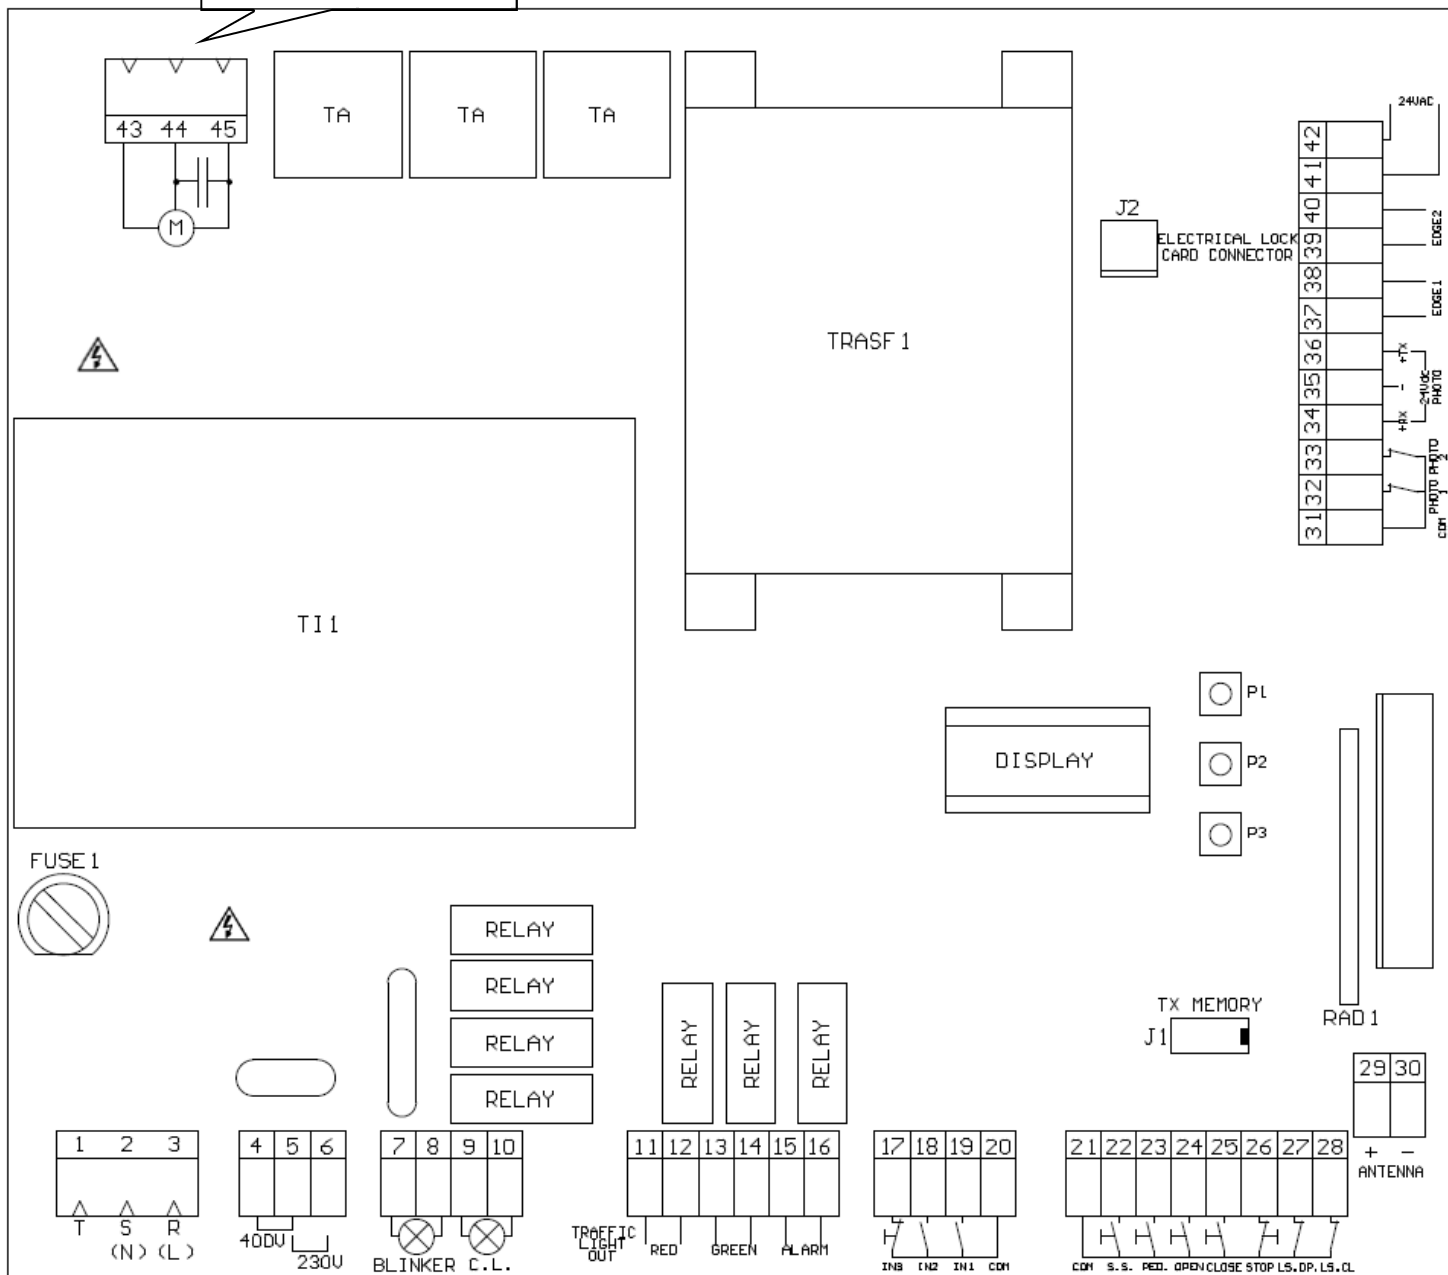 TA TA TA
43 44 45
M
24VAC
J2
ELECTRICAL LOCK
CARD CONNECTOR
42
41
40
39
38
37
36
35
34
33
32
31
EDGE2
EDGE1
+TX
-
+RX
24Vdc
PHOTO
PHOTO 2
PHOTO 1
COM
TRASF1
TI1
P1
P2
P3
DISPLAY
FUSE1
RELAY
RELAY
RELAY
RELAY
RELAY RELAY RELAY
TX MEMORY
J1
RAD1
29 30
+ -
ANTENNA
1 2 3
T S R
(N) (L)
4 5 6
400V
230V
7 8 9 10
BLINKER C.L.
11 12 13 14 15 16
TRAFFIC
LIGHT
OUT
RED GREEN ALARM
17 18 19 20
IN3 IN2 IN1 COM
21 22 23 24 25 26 27 28
COM S.S. PED. OPEN CLOSE STOP LS.OP. LS.CL